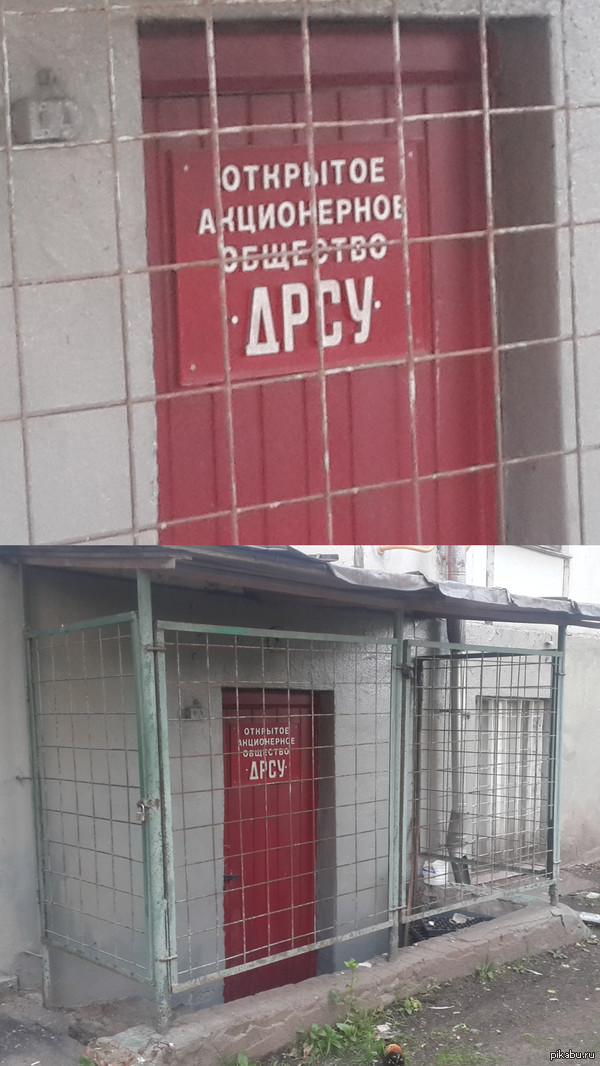 ОТКРЫТОЕ
АКЦИОНЕРНОЕ
ОБЩЕСТВО
·ДРСУ·
ОТКРЫТОЕ
АКЦИОНЕРНОЕ
ОБЩЕСТВО
·ДРСУ·
pikabu.ru